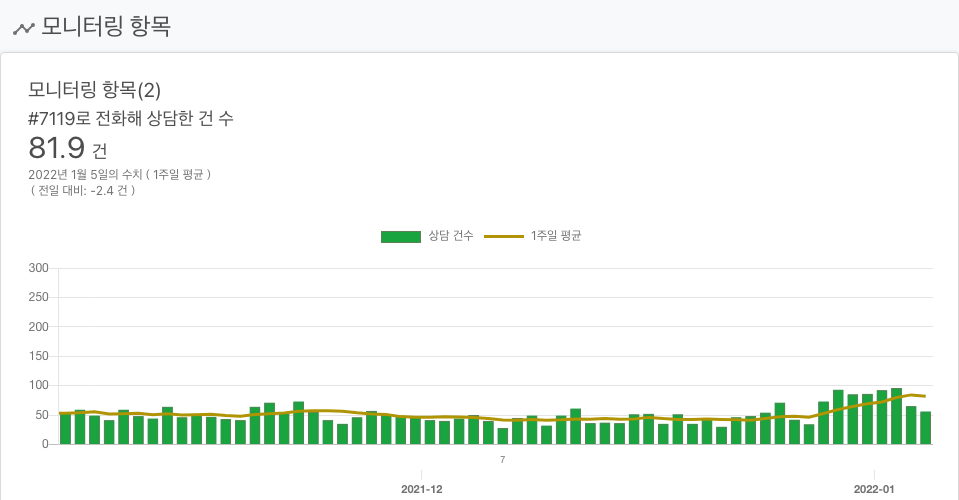 모니터링 항목
모니터링 항목(2)
#7119로 전화해 상담한 건 수
81.9 건
2022년 1월 5일의 수치 ( 1주일 평균 )
( 전일 대비: -2.4 건 )
상담 건수 1주일 평균
300
250
200
150
100
50
0
7
2021-12 2022-01